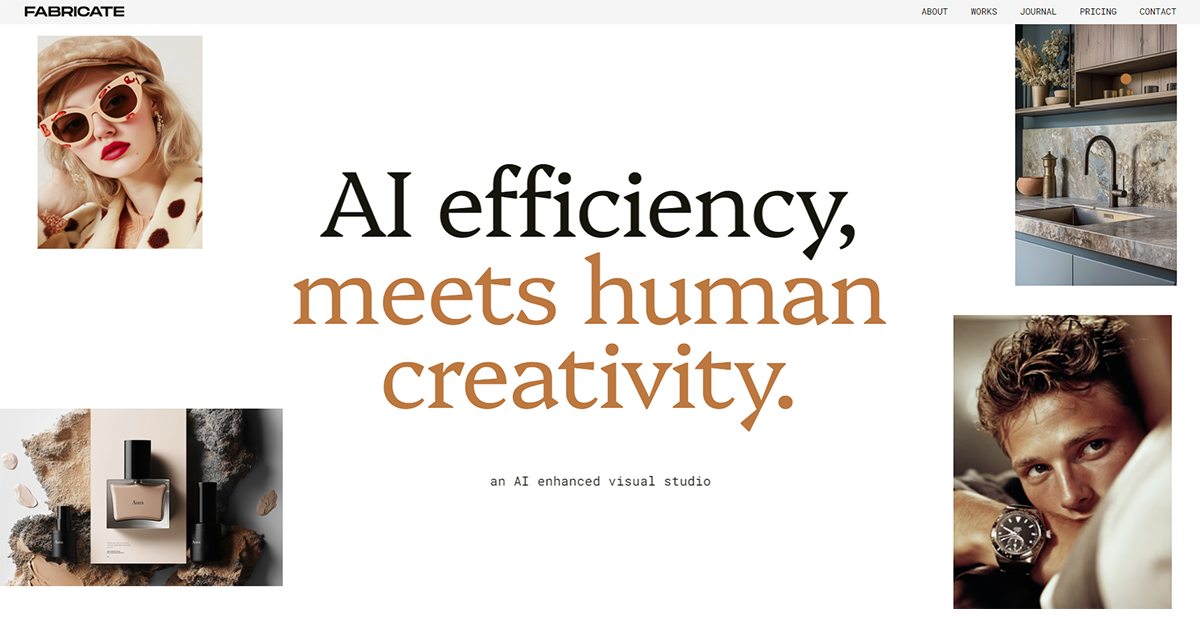 FABRICATE
ABOUT WORKS JOURNAL PRICING CONTACT
AI efficiency,
meets human
creativity.
an AI enhanced visual studio